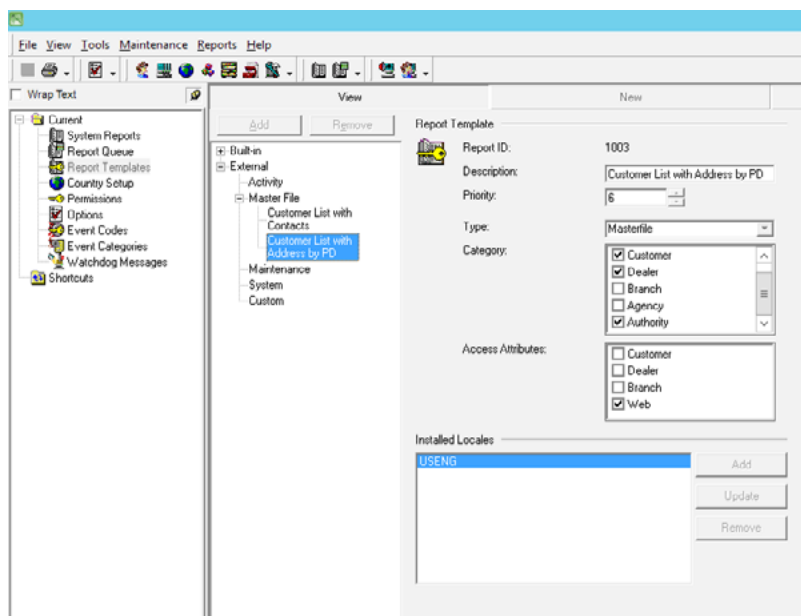 File View Tools Maintenance Reports Help
Wrap Text
Current
System Reports
Report Queue
Report Templates
Country Setup
Permissions
Options
Event Codes
Event Categories
Watchdog Messages
Shortcuts
View
New
Add
Remove
Built-in
External
Activity
Master File
Customer List with
Contacts
Customer List with
Address by PD
Maintenance
System
Custom
Report Template
Report ID: 1003
Description: Customer List with Address by PD
Priority: 6
Type: Masterfile
Category: Customer
Dealer
Branch
Agency
Authority
Access Attributes: Customer
Dealer
Branch
Web
Installed Locales
USENG
Add
Update
Remove